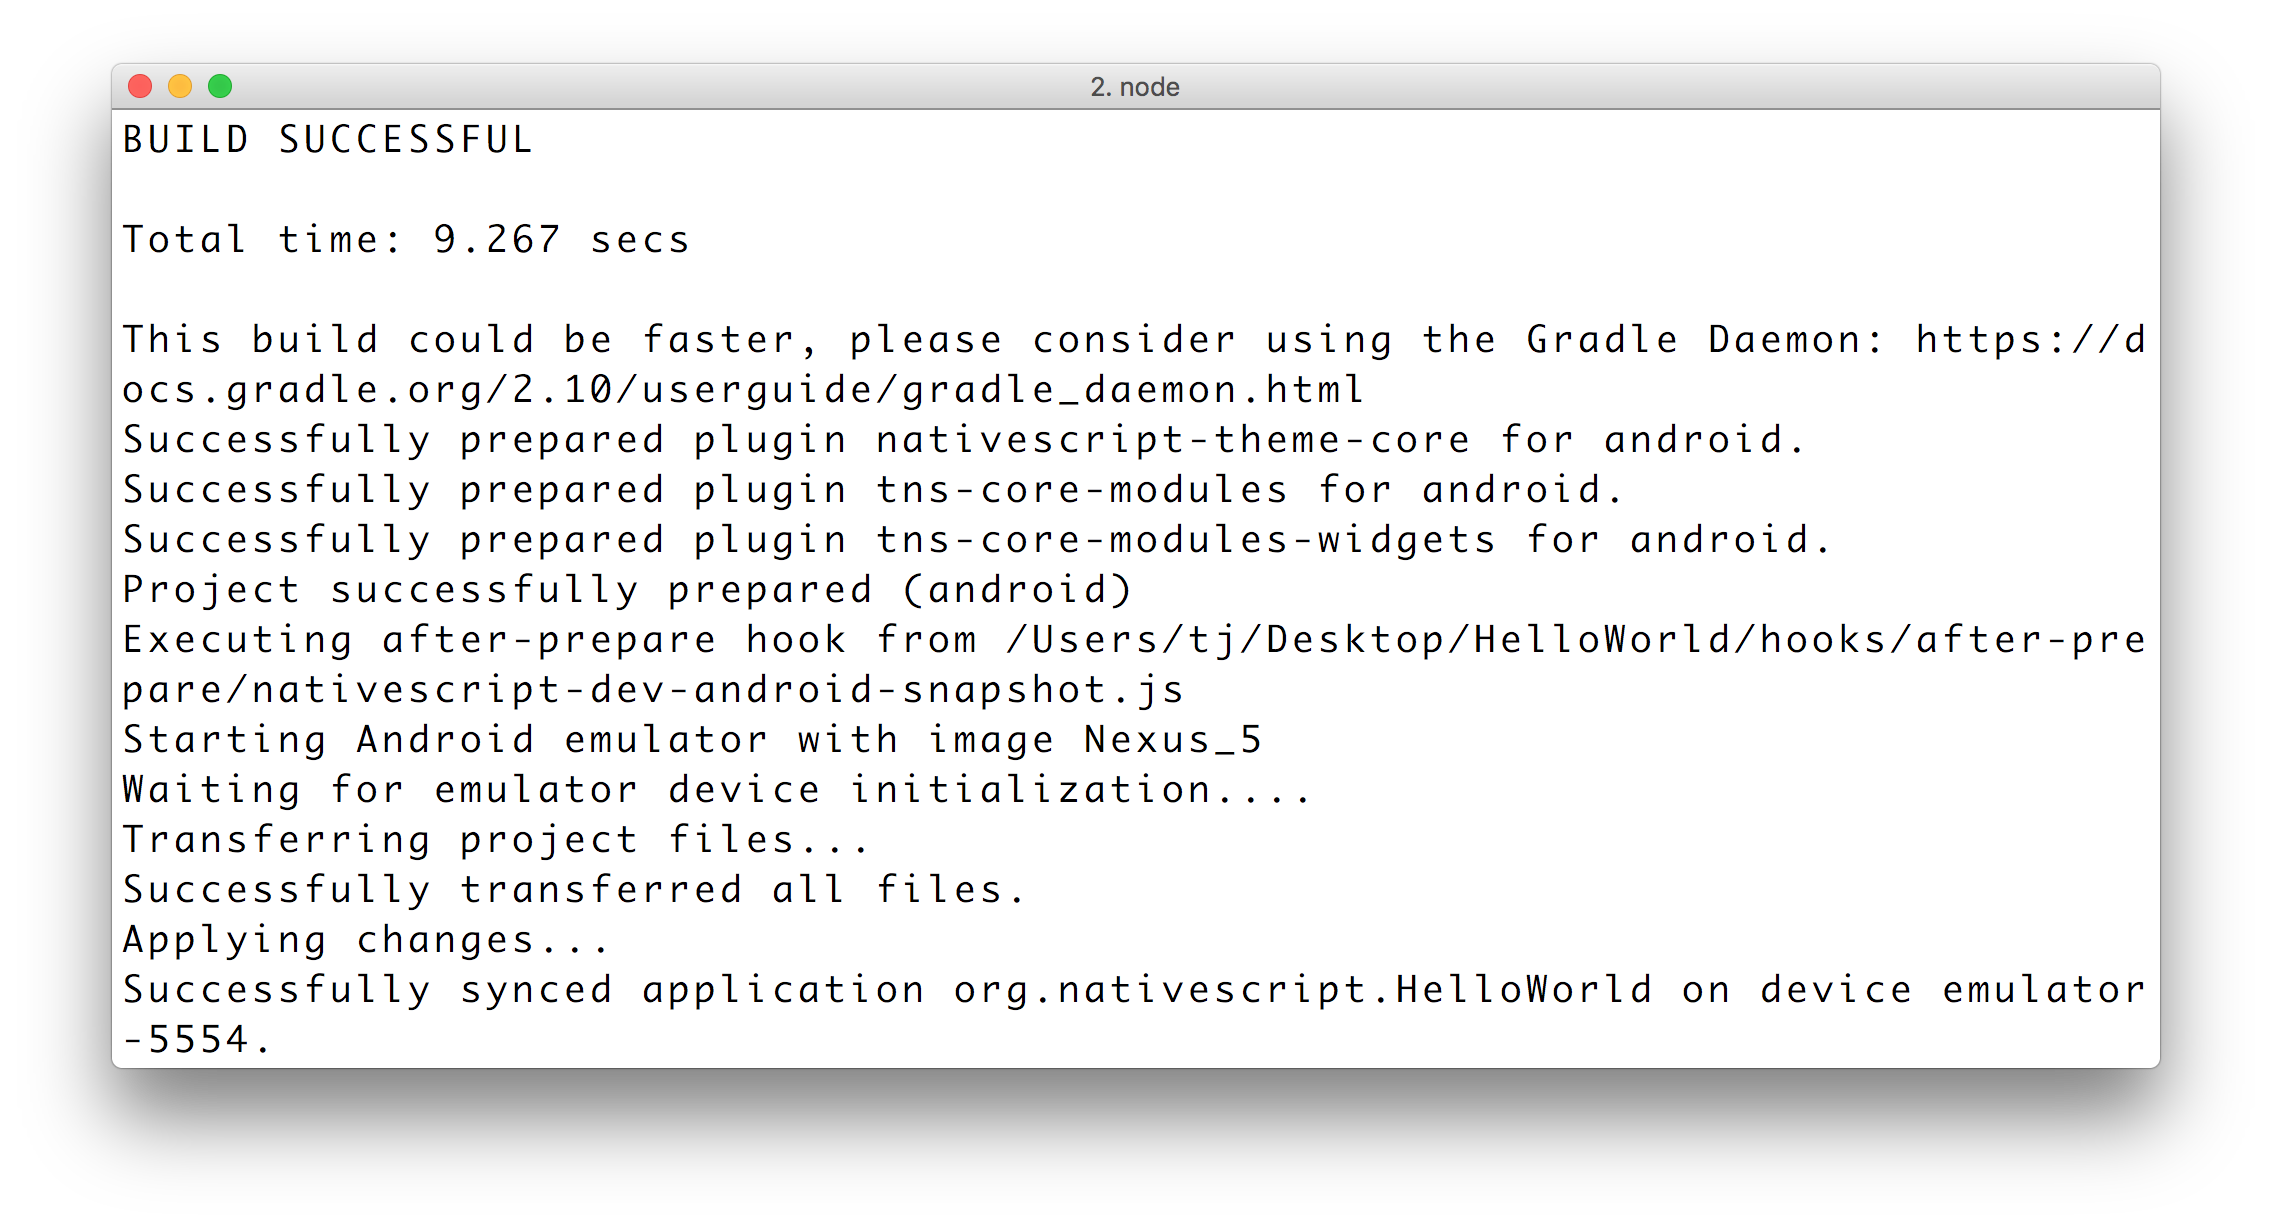 2. node
BUILD SUCCESSFUL
Total time: 9.267 secs
This build could be faster, please consider using the Gradle Daemon: https://d
ocs.gradle.org/2.10/userguide/gradle_daemon.html
Successfully prepared plugin nativescript-theme-core for android.
Successfully prepared plugin tns-core-modules for android.
Successfully prepared plugin tns-core-modules-widgets for android.
Project successfully prepared (android)
Executing after-prepare hook from /Users/tj/Desktop/HelloWorld/hooks/after-pre
pare/nativescript-dev-android-snapshot.js
Starting Android emulator with image Nexus_5
Waiting for emulator device initialization....
Transferring project files...
Successfully transferred all files.
Applying changes...
Successfully synced application org.nativescript.HelloWorld on device emulator
-5554.